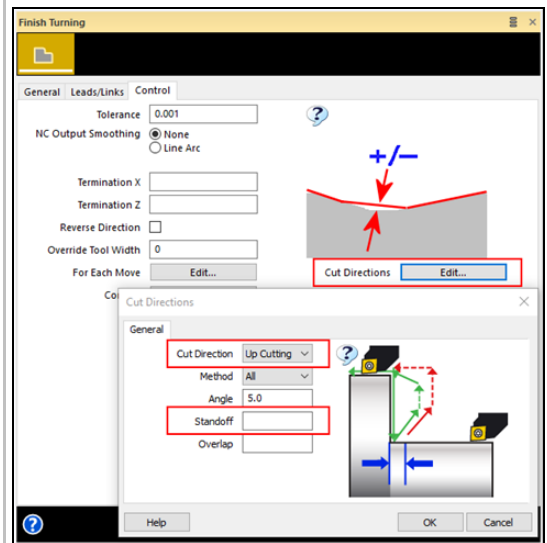 Finish Turning
General Leads/Links Control
Tolerance 0.001
NC Output Smoothing None
Line Arc
+/−
Termination X
Termination Z
Reverse Direction
Override Tool Width 0
For Each Move Edit...
Cut Directions Edit...
Cut Directions
General
Cut Direction Up Cutting
Method All
Angle 5.0
Standoff
Overlap
Help OK Cancel